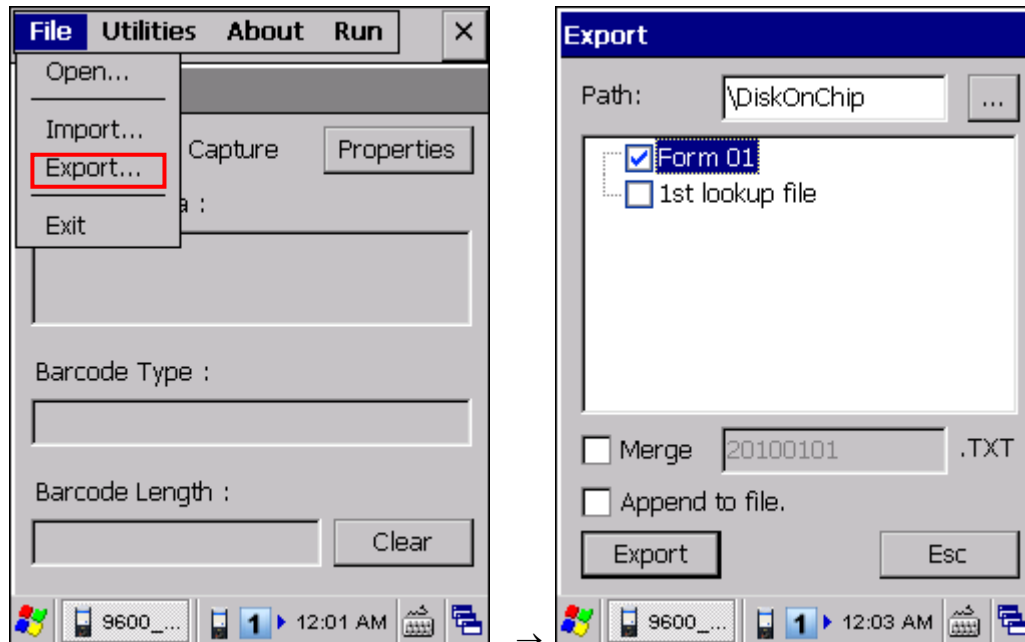 File Utilities About Run ×
Open...
Import...
Export...
Exit
Capture Properties
a :
Barcode Type :
Barcode Length :
Clear
9600_... 1 12:01 AM
→
Export
Path: \DiskOnChip ...
Form 01
1st lookup file
Merge 20100101 .TXT
Append to file.
Export Esc
9600_... 1 12:03 AM